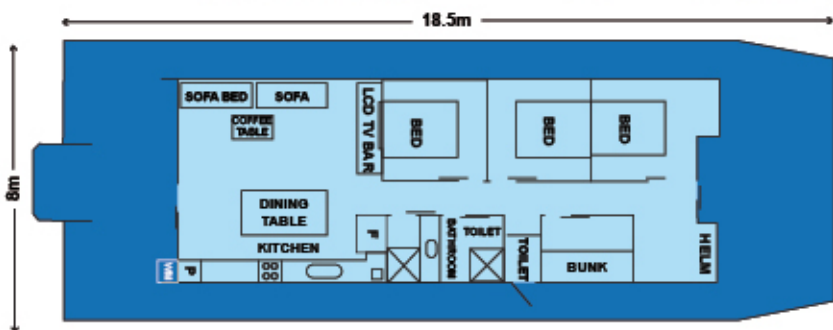 18.5m
8m
SOFA BED
SOFA
COFFEE
TABLE
LCD TV BAR
BED
BED
BED
DINING
TABLE
KITCHEN
F
BATHROOM
TOILET
TOILET
BUNK
HELM
P